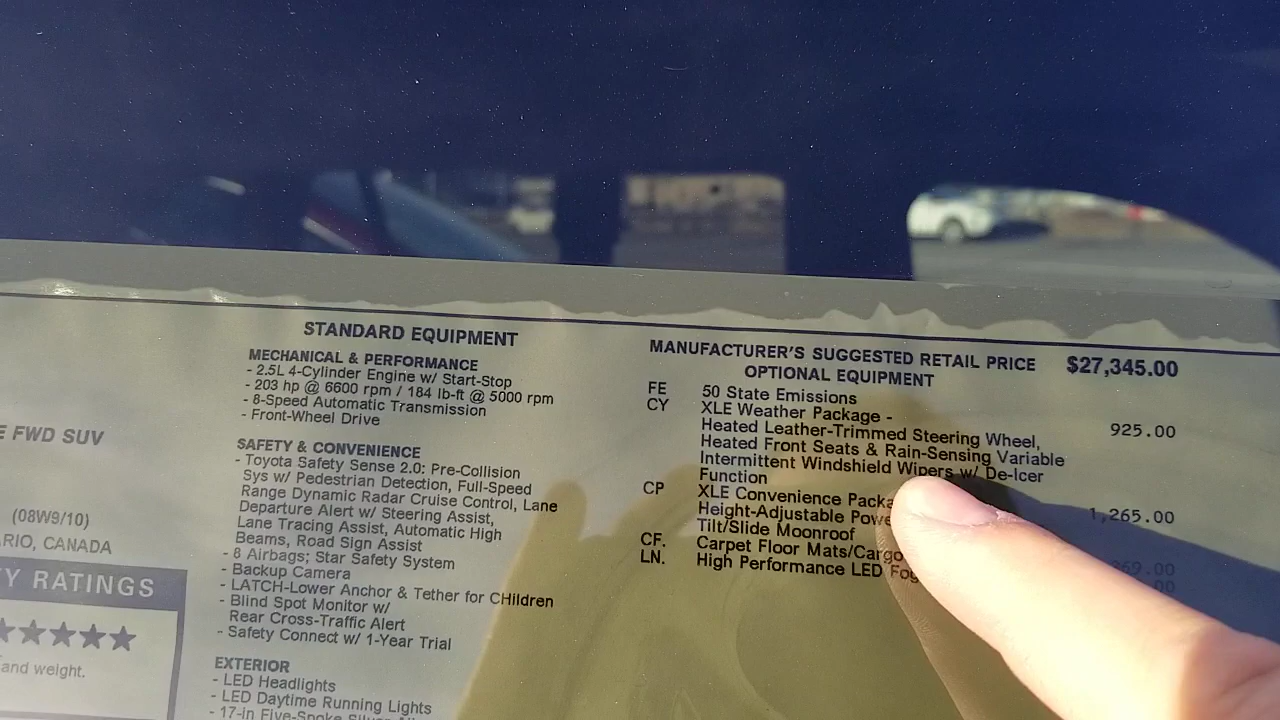 E FWD SUV
(08W9/10)
RIO, CANADA
Y RATINGS
★★★★★
and weight.
STANDARD EQUIPMENT
MECHANICAL & PERFORMANCE
- 2.5L 4-Cylinder Engine w/ Start-Stop
- 203 hp @ 6600 rpm / 184 lb-ft @ 5000 rpm
- 8-Speed Automatic Transmission
- Front-Wheel Drive
SAFETY & CONVENIENCE
- Toyota Safety Sense 2.0: Pre-Collision
Sys w/ Pedestrian Detection, Full-Speed
Range Dynamic Radar Cruise Control, Lane
Departure Alert w/ Steering Assist,
Lane Tracing Assist, Automatic High
Beams, Road Sign Assist
- 8 Airbags; Star Safety System
- Backup Camera
- LATCH-Lower Anchor & Tether for CHildren
- Blind Spot Monitor w/
Rear Cross-Traffic Alert
- Safety Connect w/ 1-Year Trial
EXTERIOR
- LED Headlights
- LED Daytime Running Lights
- 17-in Five-Spoke
MANUFACTURER'S SUGGESTED RETAIL PRICE $27,345.00
OPTIONAL EQUIPMENT
FE 50 State Emissions
CY XLE Weather Package - 925.00
Heated Leather-Trimmed Steering Wheel,
Heated Front Seats & Rain-Sensing Variable
Intermittent Windshield Wipers w/ De-Icer
Function
CP XLE Convenience Packa 1,265.00
Height-Adjustable Powe
Tilt/Slide Moonroof
CF. Carpet Floor Mats/Cargo 69.00
LN. High Performance LED Fog .00